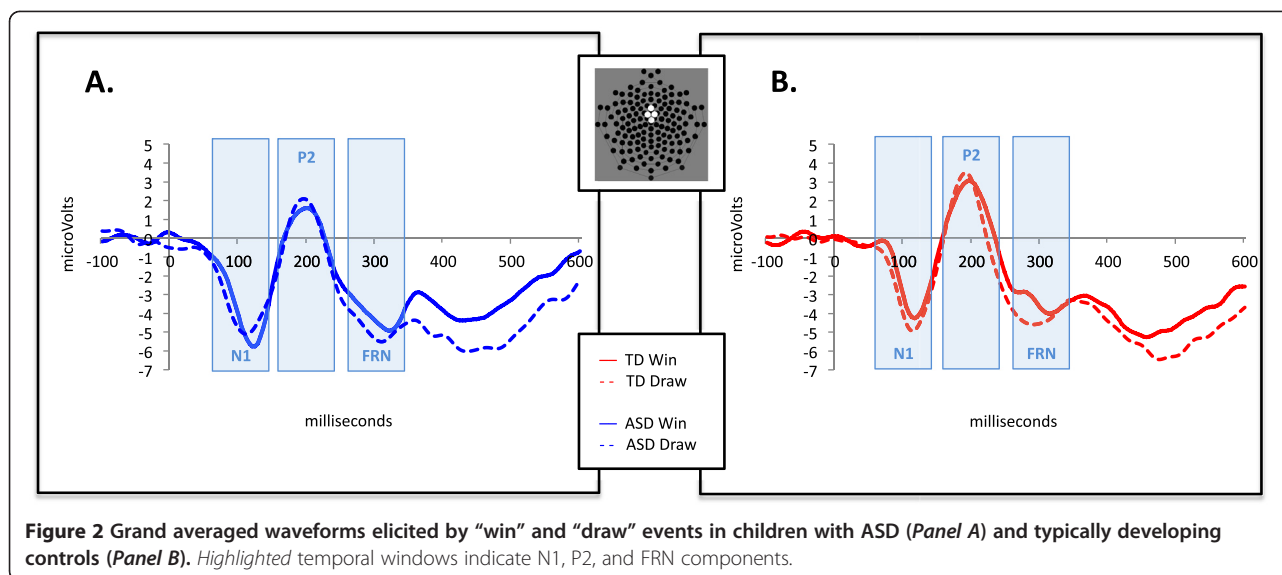 A.
5
4
3
2
1
0
-1
-2
-3
-4
-5
-6
-7
microVolts
-100 0 100 200 300 400 500 600
N1
P2
FRN
milliseconds
TD Win
TD Draw
ASD Win
ASD Draw
B.
5
4
3
2
1
0
-1
-2
-3
-4
-5
-6
-7
microVolts
-100 0 100 200 300 400 500 600
N1
P2
FRN
milliseconds
Figure 2 Grand averaged waveforms elicited by “win” and “draw” events in children with ASD (Panel A) and typically developing
controls (Panel B). Highlighted temporal windows indicate N1, P2, and FRN components.